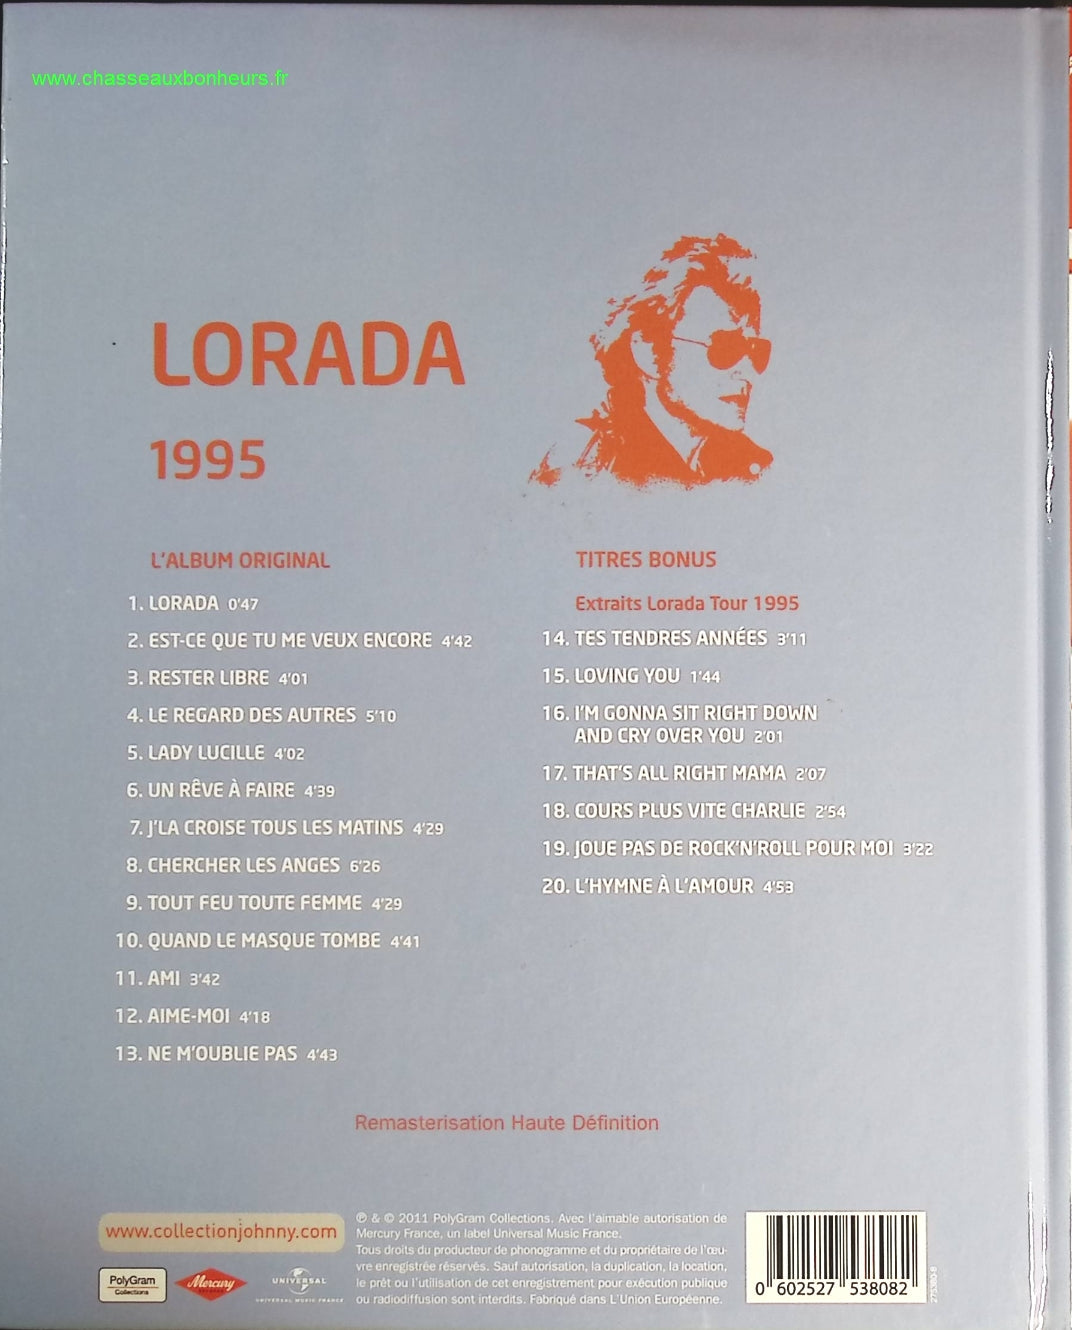 www.chasseauxbonheurs.fr
LORADA
1995
L'ALBUM ORIGINAL
1. LORADA 0'47
2. EST-CE QUE TU ME VEUX ENCORE 4'42
3. RESTER LIBRE 4'01
4. LE REGARD DES AUTRES 5'10
5. LADY LUCILLE 4'02
6. UN RÊVE À FAIRE 4'39
7. J'LA CROISE TOUS LES MATINS 4'29
8. CHERCHER LES ANGES 6'26
9. TOUT FEU TOUTE FEMME 4'29
10. QUAND LE MASQUE TOMBE 4'41
11. AMI 3'42
12. AIME-MOI 4'18
13. NE M'OUBLIE PAS 4'43
TITRES BONUS
Extraits Lorada Tour 1995
14. TES TENDRES ANNÉES 3'11
15. LOVING YOU 1'44
16. I'M GONNA SIT RIGHT DOWN
AND CRY OVER YOU 2'01
17. THAT'S ALL RIGHT MAMA 2'07
18. COURS PLUS VITE CHARLIE 2'54
19. JOUE PAS DE ROCK'N'ROLL POUR MOI 3'22
20. L'HYMNE À L'AMOUR 4'53
Remasterisation Haute Définition
www.collectionjohnny.com
PolyGram
Collections
Mercury
RECORDS
UNIVERSAL
UNIVERSAL MUSIC FRANCE
℗ & © 2011 PolyGram Collections. Avec l'aimable autorisation de
Mercury France, un label Universal Music France.
Tous droits du producteur de phonogramme et du propriétaire de l'œu-
vre enregistrée réservés. Sauf autorisation, la duplication, la location,
le prêt ou l'utilisation de cet enregistrement pour exécution publique
ou radiodiffusion sont interdits. Fabriqué dans L'Union Européenne.
0 602527 538082
275380-8